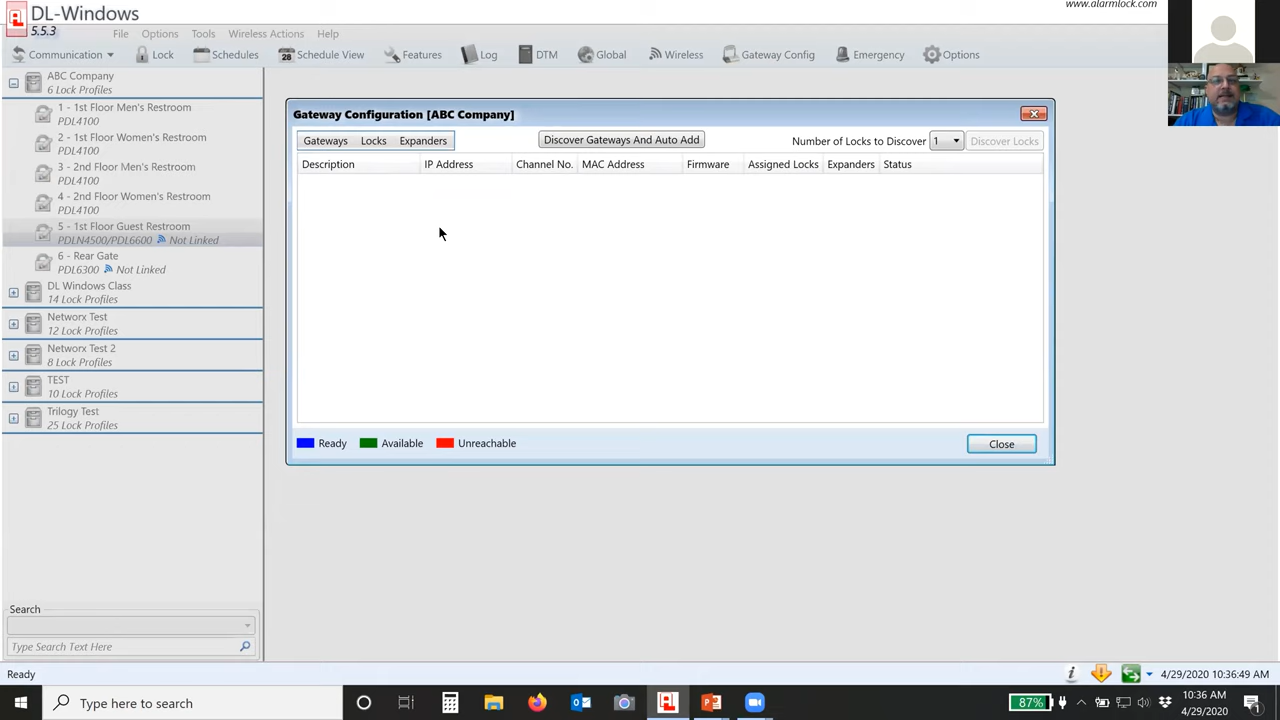 DL-Windows
5.5.3
www.alarmlock.com
File Options Tools Wireless Actions Help
Communication Lock Schedules 28 Schedule View Features Log DTM Global Wireless Gateway Config Emergency Options
ABC Company
6 Lock Profiles
1 - 1st Floor Men's Restroom
PDL4100
2 - 1st Floor Women's Restroom
PDL4100
3 - 2nd Floor Men's Restroom
PDL4100
4 - 2nd Floor Women's Restroom
PDL4100
5 - 1st Floor Guest Restroom
PDLN4500/PDL6600 Not Linked
6 - Rear Gate
PDL6300 Not Linked
DL Windows Class
14 Lock Profiles
Networx Test
12 Lock Profiles
Networx Test 2
8 Lock Profiles
TEST
10 Lock Profiles
Trilogy Test
25 Lock Profiles
Gateway Configuration [ABC Company]
Gateways Locks Expanders Discover Gateways And Auto Add Number of Locks to Discover 1 Discover Locks
Description IP Address Channel No. MAC Address Firmware Assigned Locks Expanders Status
Ready Available Unreachable Close
Search
Type Search Text Here
Ready 4/29/2020 10:36:49 AM
Type here to search 87% 10:36 AM
4/29/2020
1